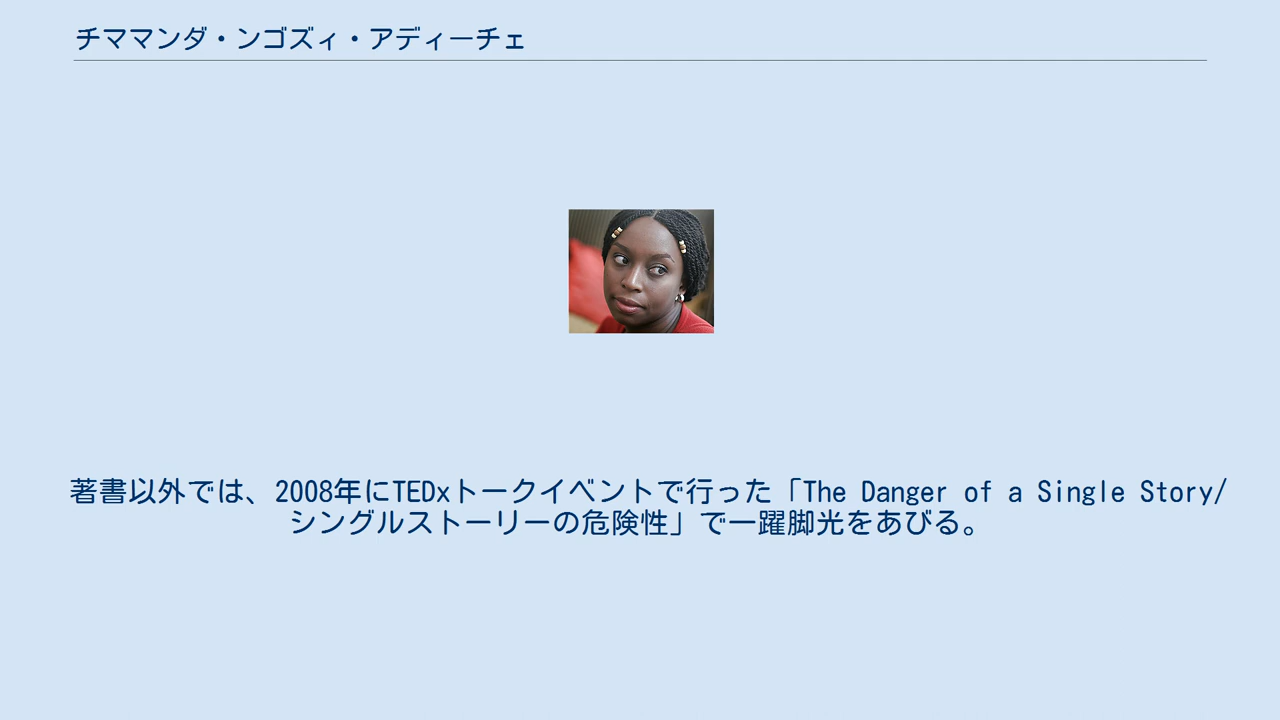 チママンダ・ンゴズィ・アディーチェ
著書以外では、2008年にTEDxトークイベントで行った「The Danger of a Single Story/
シングルストーリーの危険性」で一躍脚光をあびる。